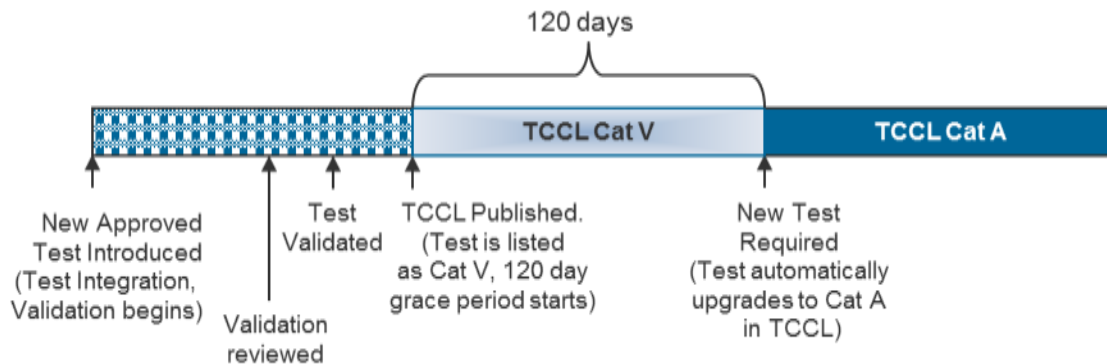 120 days
TCCL Cat V
TCCL Cat A
New Approved
Test Introduced
(Test Integration,
Validation begins)
Validation
reviewed
Test
Validated
TCCL Published.
(Test is listed
as Cat V, 120 day
grace period starts)
New Test
Required
(Test automatically
upgrades to Cat A
in TCCL)